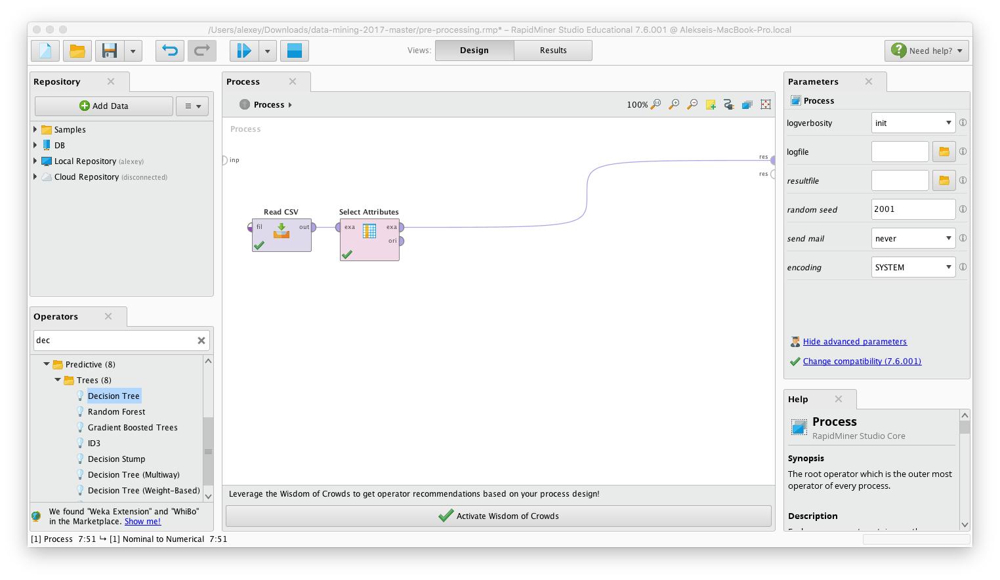 /Users/alexey/Downloads/data-mining-2017-master/pre-processing.rmp* – RapidMiner Studio Educational 7.6.001 @ Alekseis-MacBook-Pro.local
Views: Design Results
Need help?
Repository
Add Data
Samples
DB
Local Repository (alexey)
Cloud Repository (disconnected)
Operators
dec
Predictive (8)
Trees (8)
Decision Tree
Random Forest
Gradient Boosted Trees
ID3
Decision Stump
Decision Tree (Multiway)
Decision Tree (Weight-Based)
We found "Weka Extension" and "WhiBo"
in the Marketplace. Show me!
Process
Process
100%
Process
inp
res
res
Read CSV
fil
out
Select Attributes
exa
exa
ori
Leverage the Wisdom of Crowds to get operator recommendations based on your process design!
Activate Wisdom of Crowds
Parameters
Process
logverbosity init
logfile
resultfile
random seed 2001
send mail never
encoding SYSTEM
Hide advanced parameters
Change compatibility (7.6.001)
Help
Process
RapidMiner Studio Core
Synopsis
The root operator which is the outer most
operator of every process.
Description
[1] Process 7:51 ↪ [1] Nominal to Numerical 7:51